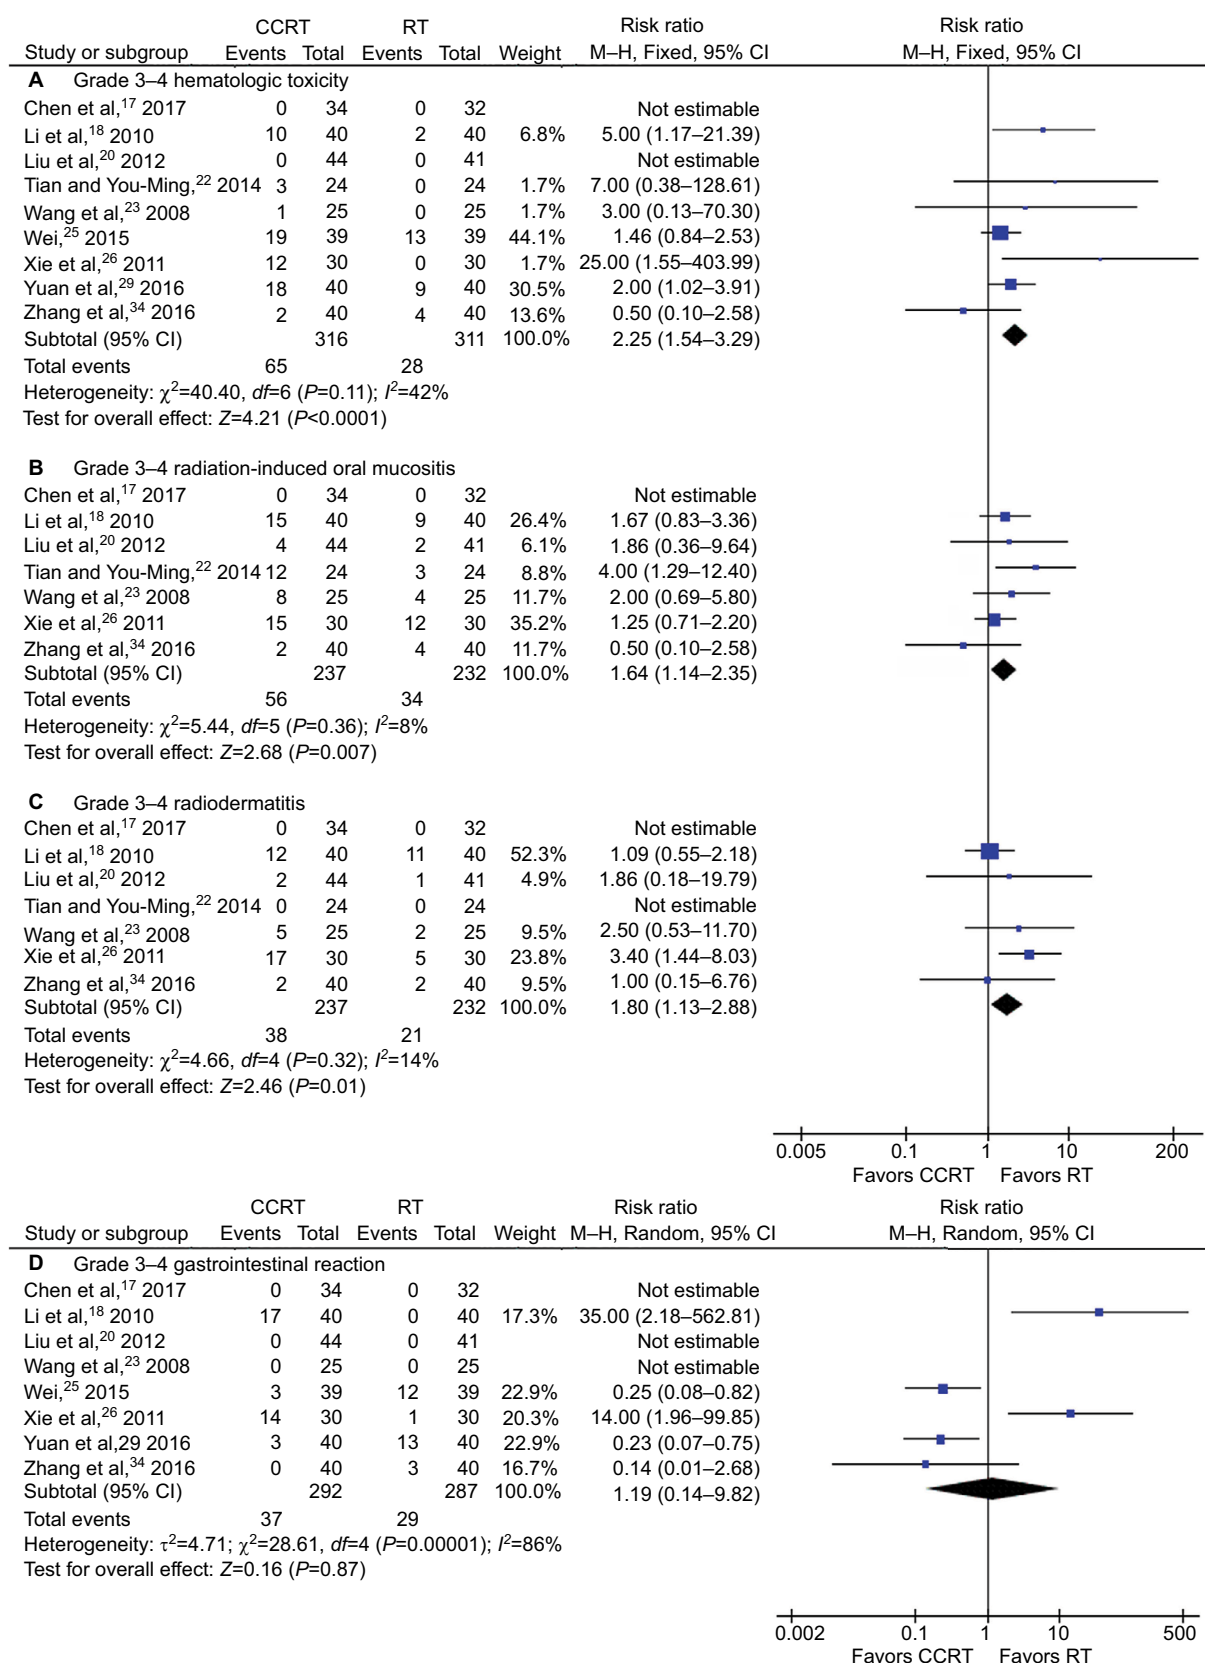 CCRT RT Risk ratio Risk ratio
Study or subgroup Events Total Events Total Weight M–H, Fixed, 95% CI M–H, Fixed, 95% CI
A Grade 3–4 hematologic toxicity
Chen et al,17 2017 0 34 0 32 Not estimable
Li et al,18 2010 10 40 2 40 6.8% 5.00 (1.17–21.39)
Liu et al,20 2012 0 44 0 41 Not estimable
Tian and You-Ming,22 2014 3 24 0 24 1.7% 7.00 (0.38–128.61)
Wang et al,23 2008 1 25 0 25 1.7% 3.00 (0.13–70.30)
Wei,25 2015 19 39 13 39 44.1% 1.46 (0.84–2.53)
Xie et al,26 2011 12 30 0 30 1.7% 25.00 (1.55–403.99)
Yuan et al,29 2016 18 40 9 40 30.5% 2.00 (1.02–3.91)
Zhang et al,34 2016 2 40 4 40 13.6% 0.50 (0.10–2.58)
Subtotal (95% CI) 316 311 100.0% 2.25 (1.54–3.29)
Total events 65 28
Heterogeneity: χ2=40.40, df=6 (P=0.11); I2=42%
Test for overall effect: Z=4.21 (P<0.0001)
B Grade 3–4 radiation-induced oral mucositis
Chen et al,17 2017 0 34 0 32 Not estimable
Li et al,18 2010 15 40 9 40 26.4% 1.67 (0.83–3.36)
Liu et al,20 2012 4 44 2 41 6.1% 1.86 (0.36–9.64)
Tian and You-Ming,22 2014 12 24 3 24 8.8% 4.00 (1.29–12.40)
Wang et al,23 2008 8 25 4 25 11.7% 2.00 (0.69–5.80)
Xie et al,26 2011 15 30 12 30 35.2% 1.25 (0.71–2.20)
Zhang et al,34 2016 2 40 4 40 11.7% 0.50 (0.10–2.58)
Subtotal (95% CI) 237 232 100.0% 1.64 (1.14–2.35)
Total events 56 34
Heterogeneity: χ2=5.44, df=5 (P=0.36); I2=8%
Test for overall effect: Z=2.68 (P=0.007)
C Grade 3–4 radiodermatitis
Chen et al,17 2017 0 34 0 32 Not estimable
Li et al,18 2010 12 40 11 40 52.3% 1.09 (0.55–2.18)
Liu et al,20 2012 2 44 1 41 4.9% 1.86 (0.18–19.79)
Tian and You-Ming,22 2014 0 24 0 24 Not estimable
Wang et al,23 2008 5 25 2 25 9.5% 2.50 (0.53–11.70)
Xie et al,26 2011 17 30 5 30 23.8% 3.40 (1.44–8.03)
Zhang et al,34 2016 2 40 2 40 9.5% 1.00 (0.15–6.76)
Subtotal (95% CI) 237 232 100.0% 1.80 (1.13–2.88)
Total events 38 21
Heterogeneity: χ2=4.66, df=4 (P=0.32); I2=14%
Test for overall effect: Z=2.46 (P=0.01)
0.005 0.1 1 10 200
Favors CCRT Favors RT
CCRT RT Risk ratio Risk ratio
Study or subgroup Events Total Events Total Weight M–H, Random, 95% CI M–H, Random, 95% CI
D Grade 3–4 gastrointestinal reaction
Chen et al,17 2017 0 34 0 32 Not estimable
Li et al,18 2010 17 40 0 40 17.3% 35.00 (2.18–562.81)
Liu et al,20 2012 0 44 0 41 Not estimable
Wang et al,23 2008 0 25 0 25 Not estimable
Wei,25 2015 3 39 12 39 22.9% 0.25 (0.08–0.82)
Xie et al,26 2011 14 30 1 30 20.3% 14.00 (1.96–99.85)
Yuan et al,29 2016 3 40 13 40 22.9% 0.23 (0.07–0.75)
Zhang et al,34 2016 0 40 3 40 16.7% 0.14 (0.01–2.68)
Subtotal (95% CI) 292 287 100.0% 1.19 (0.14–9.82)
Total events 37 29
Heterogeneity: τ2=4.71; χ2=28.61, df=4 (P=0.00001); I2=86%
Test for overall effect: Z=0.16 (P=0.87)
0.002 0.1 1 10 500
Favors CCRT Favors RT